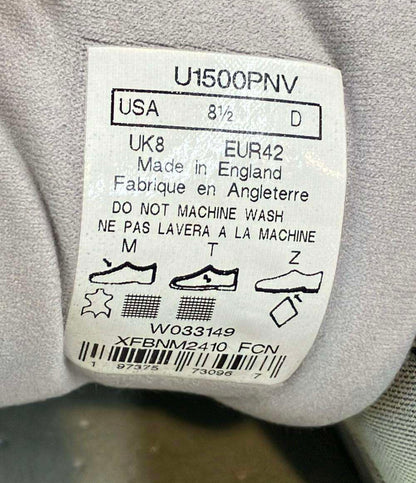 U1500PNV
USA 8½ D
UK8 EUR42
Made in England
Fabrique en Angleterre
DO NOT MACHINE WASH
NE PAS LAVERA A LA MACHINE
M T Z
W033149
XFBNM2410 FCN
1 97375 73096 7